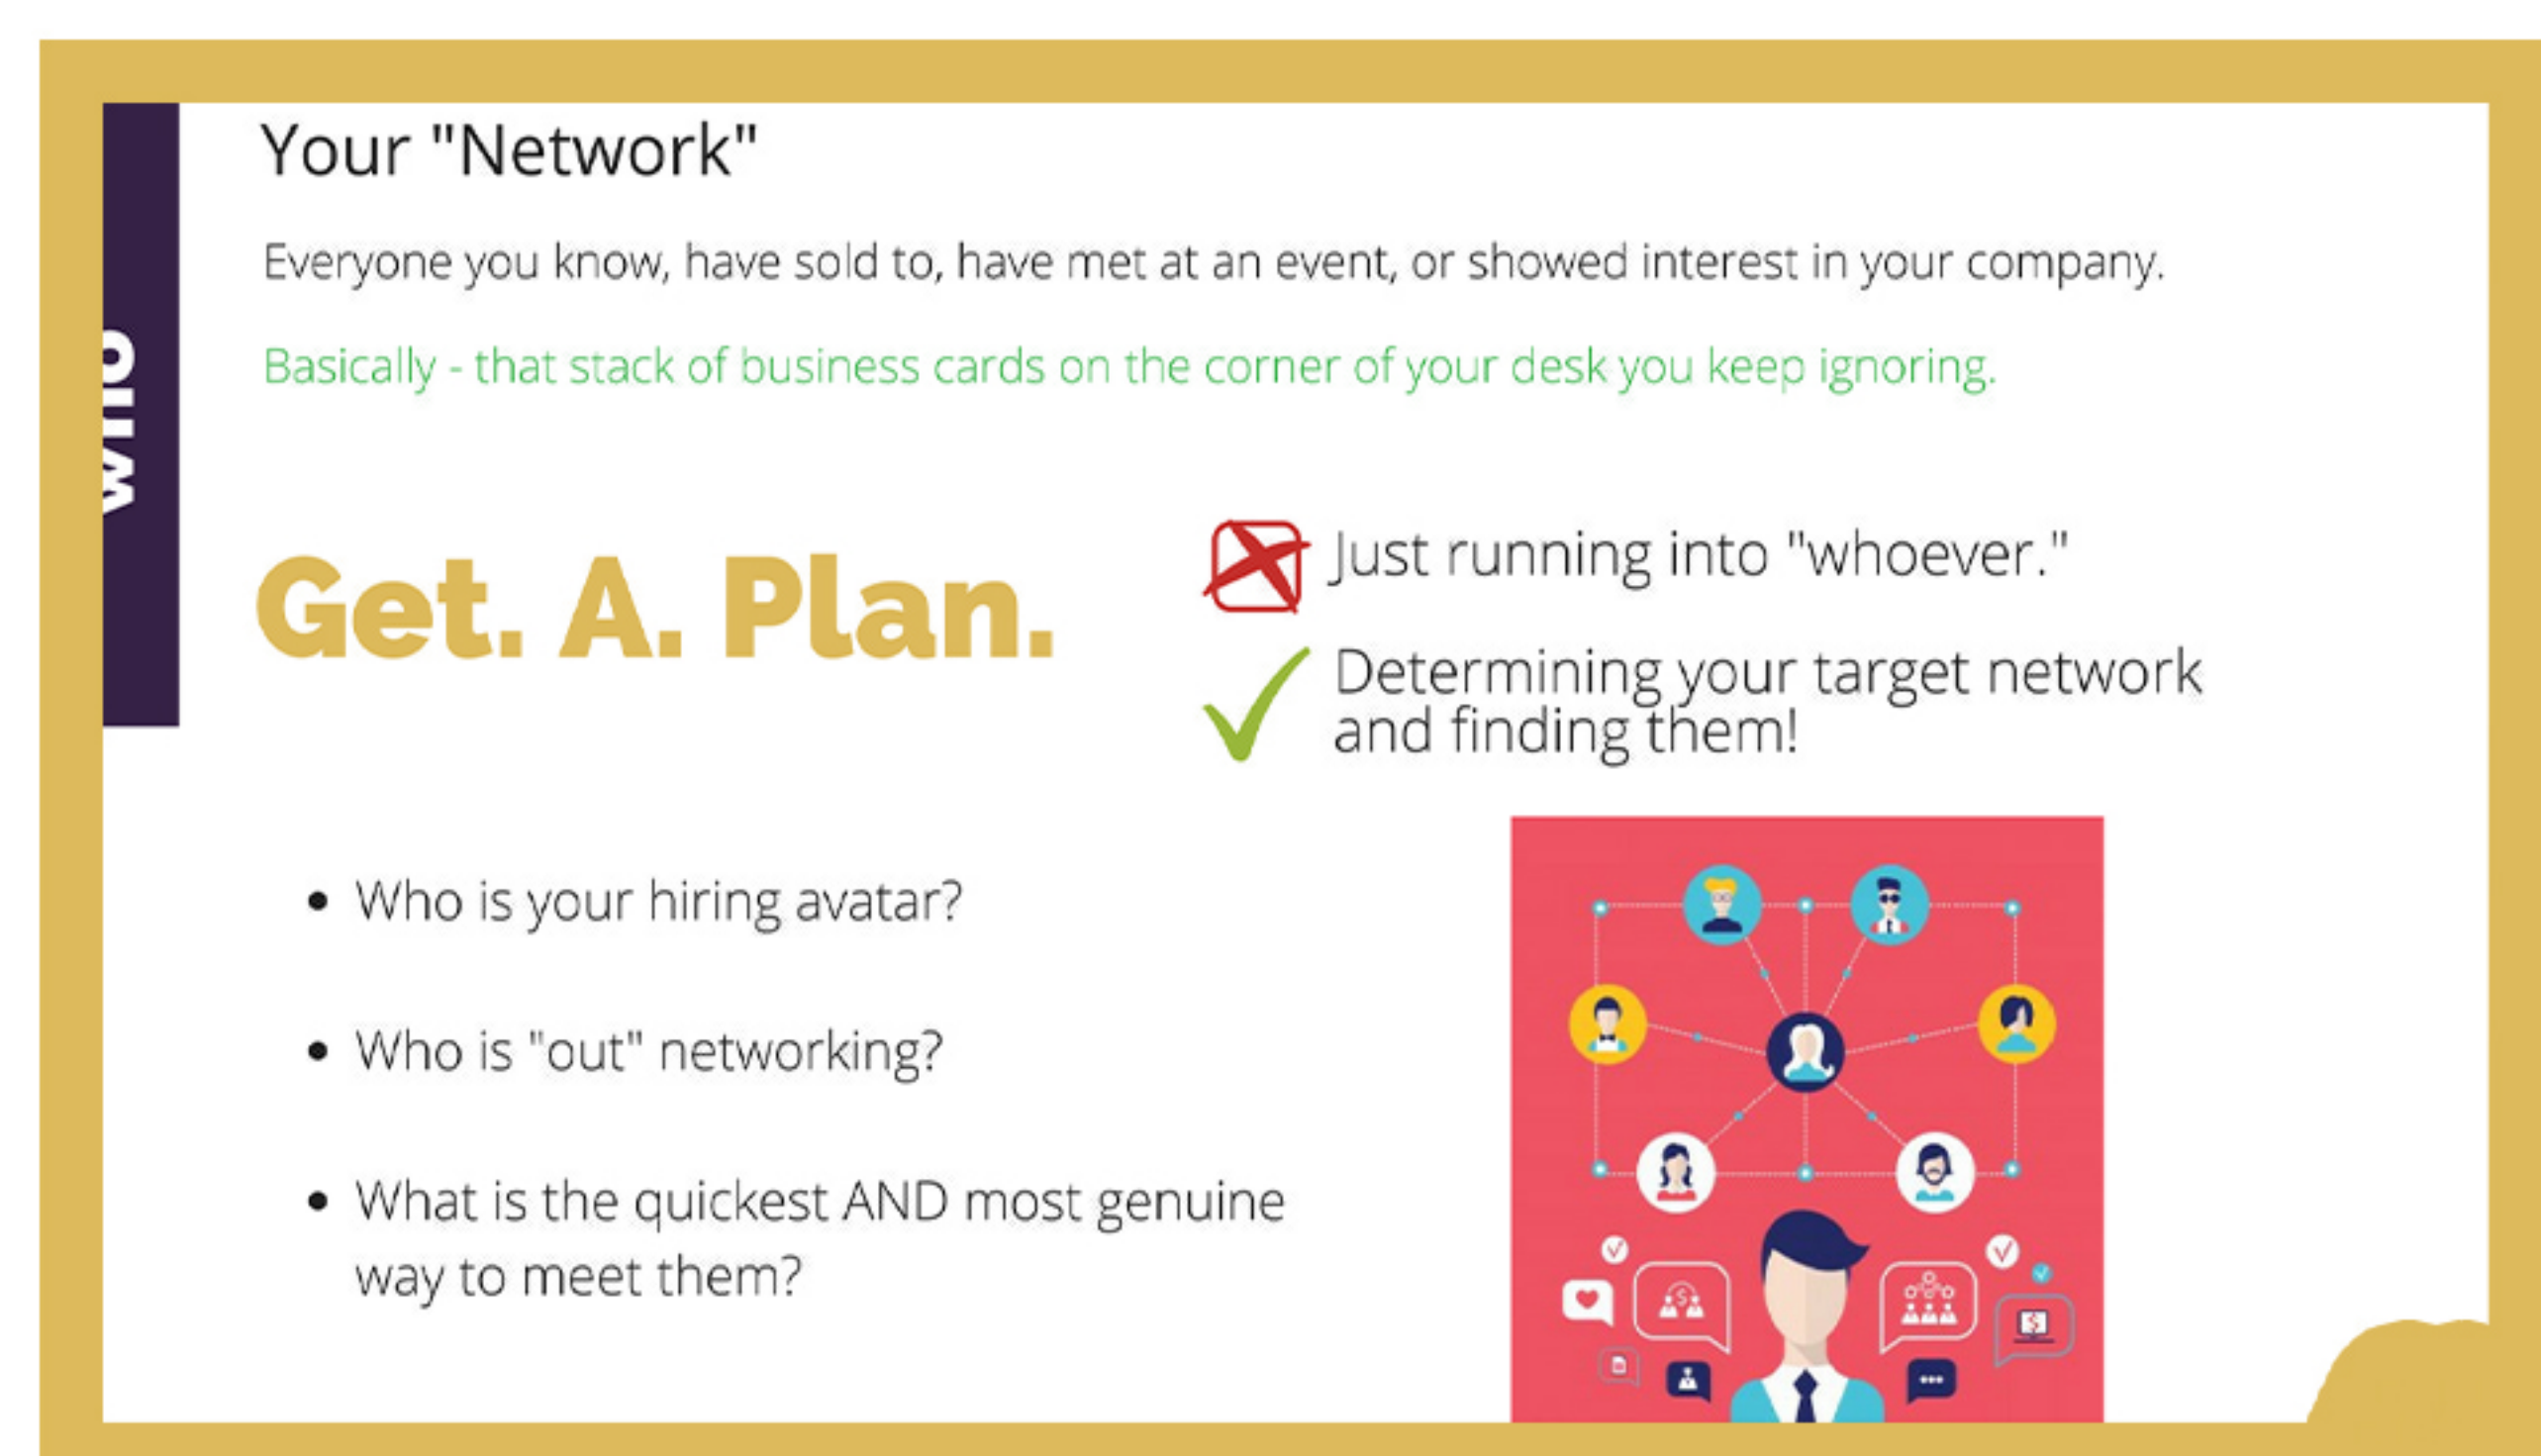 who
Your "Network"
Everyone you know, have sold to, have met at an event, or showed interest in your company.
Basically - that stack of business cards on the corner of your desk you keep ignoring.
Get. A. Plan.
Just running into "whoever."
Determining your target network
and finding them!
• Who is your hiring avatar?
• Who is "out" networking?
• What is the quickest AND most genuine
way to meet them?